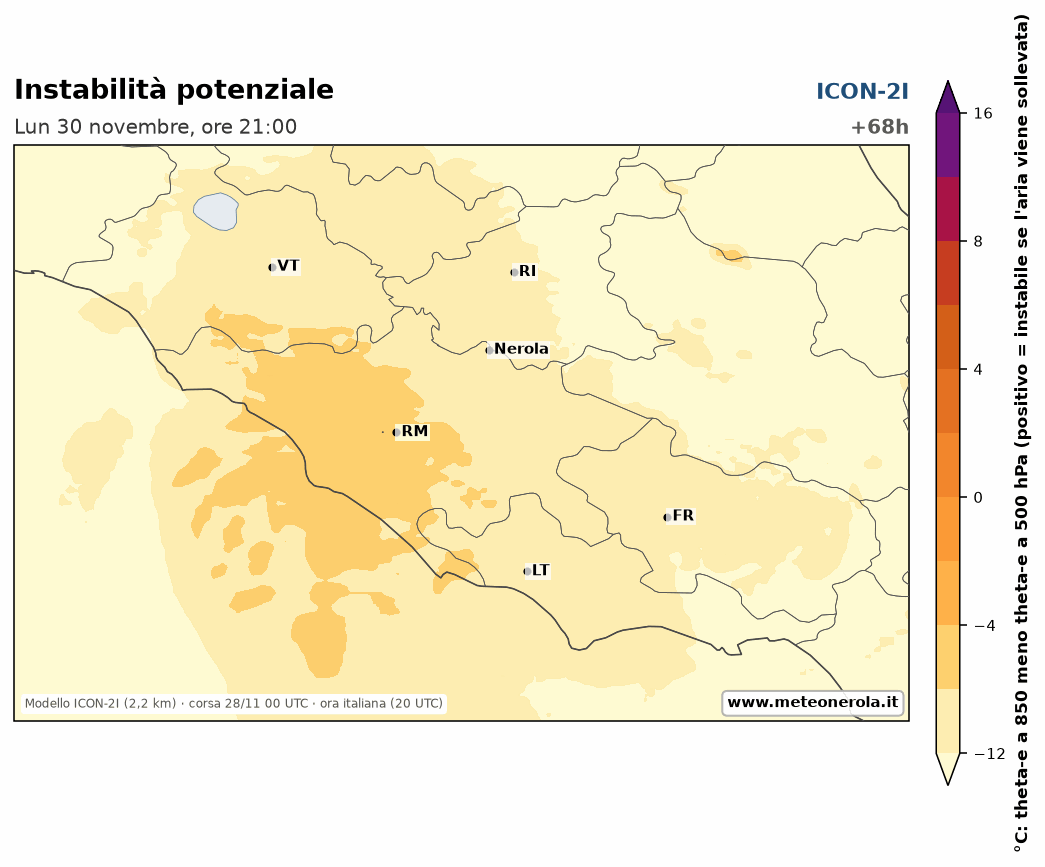 Instabilità potenziale
ICON-2I
Lun 30 novembre, ore 21:00
+68h
VT
RI
Nerola
RM
FR
LT
Modello ICON-2I (2,2 km) · corsa 28/11 00 UTC · ora italiana (20 UTC)
www.meteonerola.it
16
8
4
0
−4
−12
°C: theta-e a 850 meno theta-e a 500 hPa (positivo = instabile se l'aria viene sollevata)